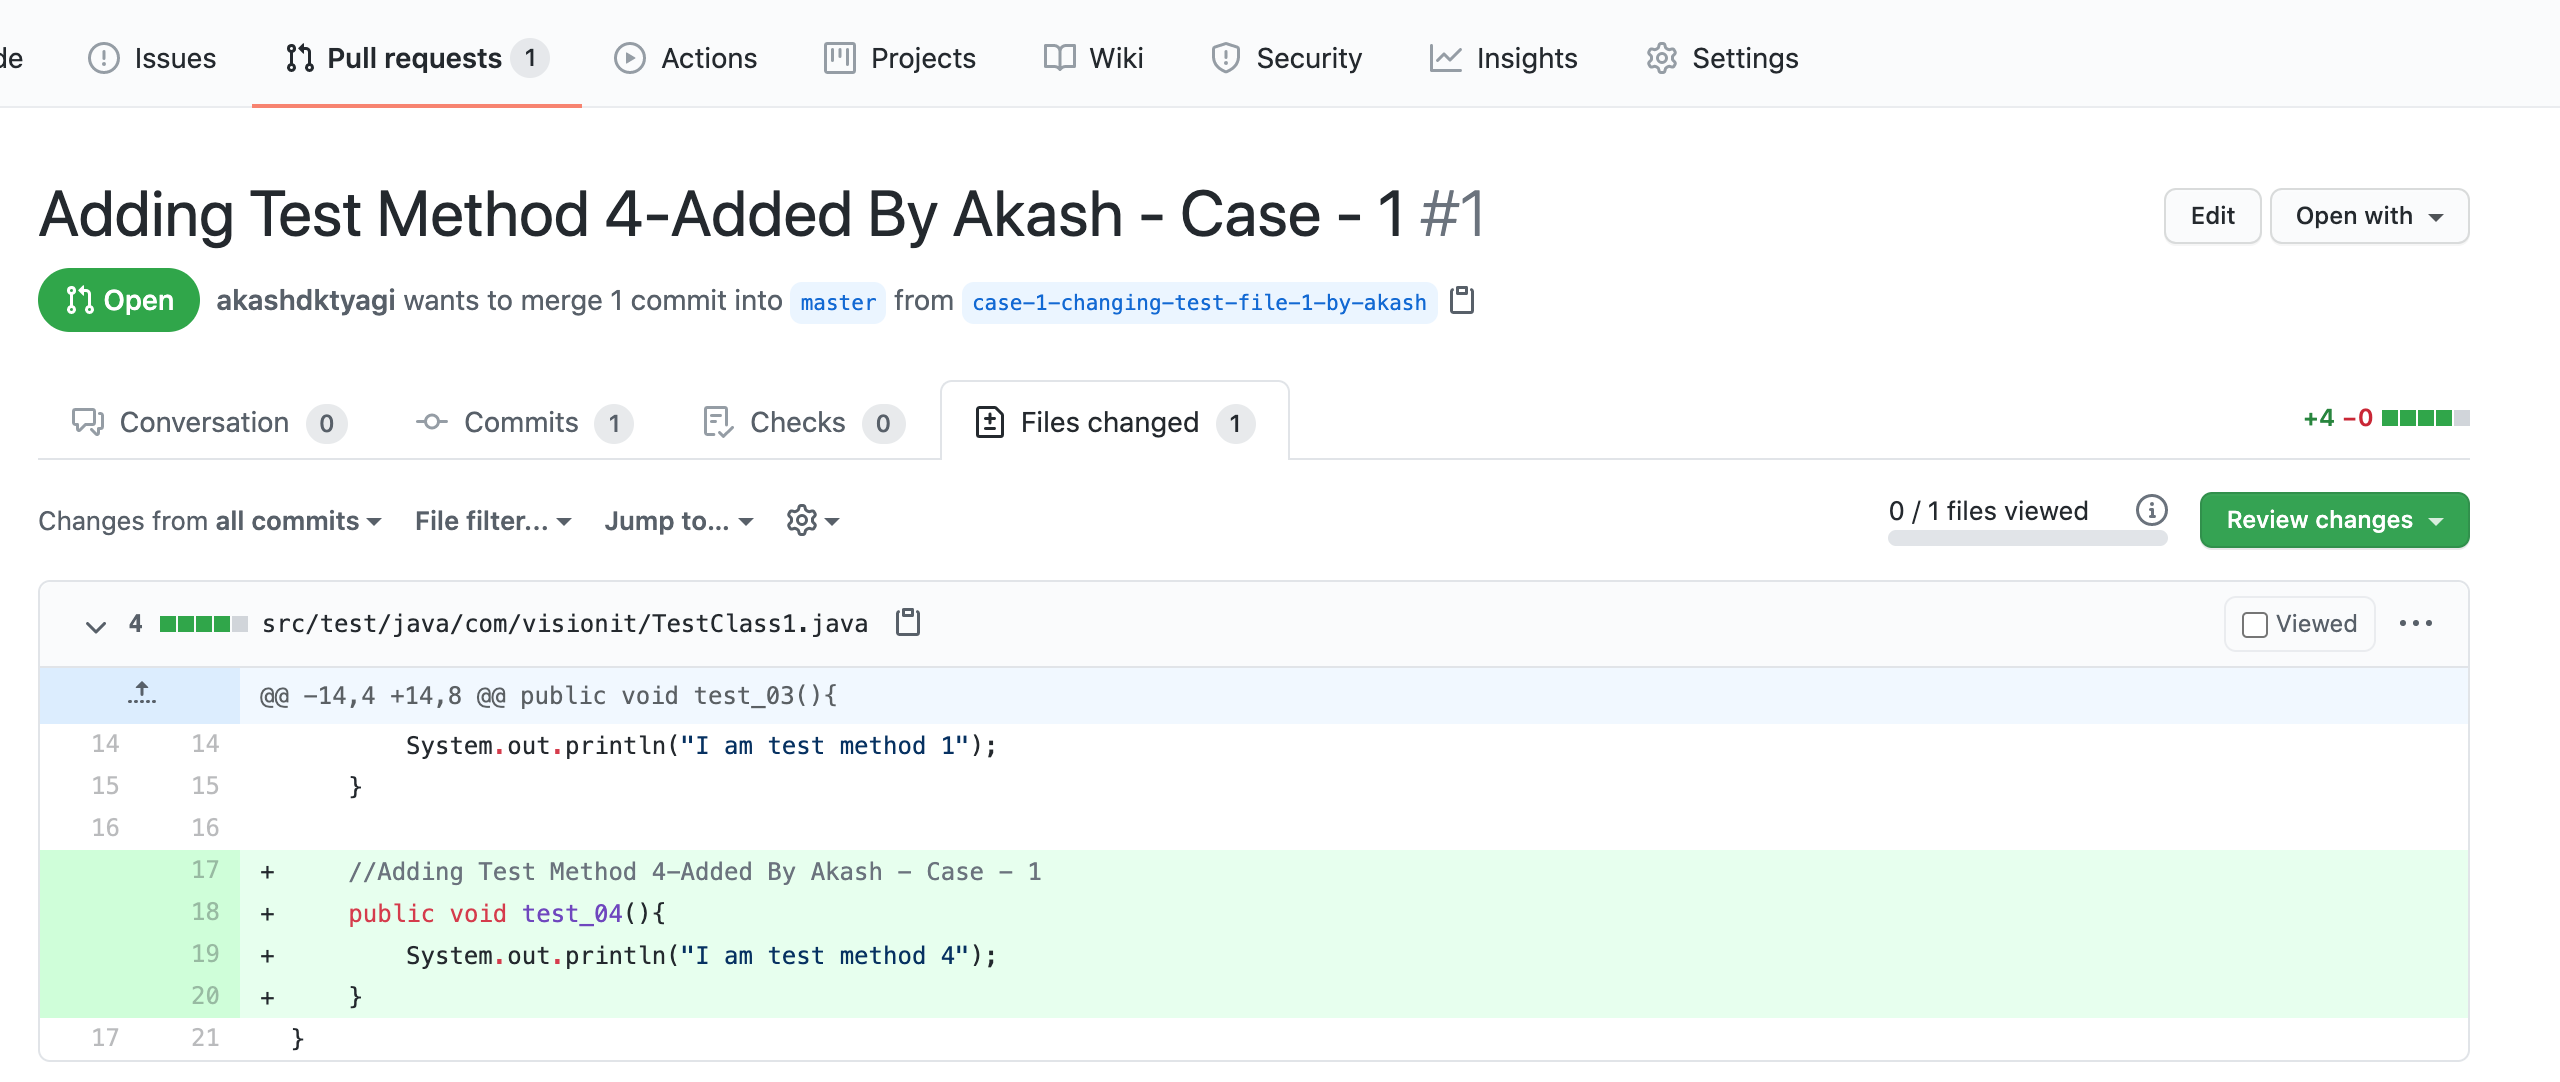 de Issues Pull requests 1 Actions Projects Wiki Security Insights Settings
Adding Test Method 4-Added By Akash - Case - 1 #1
Edit Open with
Open akashdktyagi wants to merge 1 commit into master from case-1-changing-test-file-1-by-akash
Conversation 0 Commits 1 Checks 0 Files changed 1 +4 −0
Changes from all commits File filter... Jump to... 0 / 1 files viewed Review changes
4 src/test/java/com/visionit/TestClass1.java Viewed
@@ -14,4 +14,8 @@ public void test_03(){
14 14 System.out.println("I am test method 1");
15 15 }
16 16
17 + //Adding Test Method 4-Added By Akash - Case - 1
18 + public void test_04(){
19 + System.out.println("I am test method 4");
20 + }
17 21 }